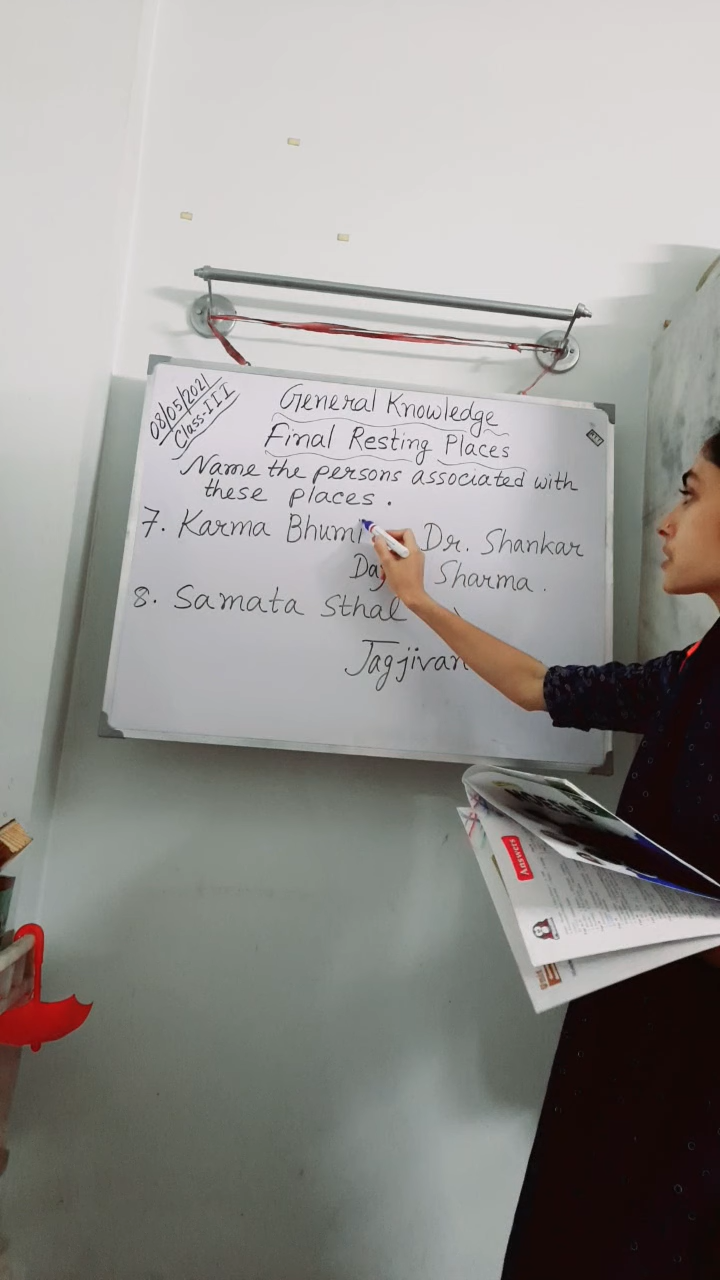 08/05/2021
Class-III
General Knowledge
Final Resting Places
Name the persons associated with
these places.
7. Karma Bhumi Dr. Shankar
Sharma.
8. Samata Sthal
Jagjivan
Answers